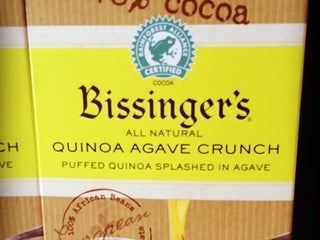 cocoa
RAINFOREST ALLIANCE
CERTIFIED
COCOA
Bissinger's
ALL NATURAL
QUINOA AGAVE CRUNCH
PUFFED QUINOA SPLASHED IN AGAVE
H
VE
100% African Beans